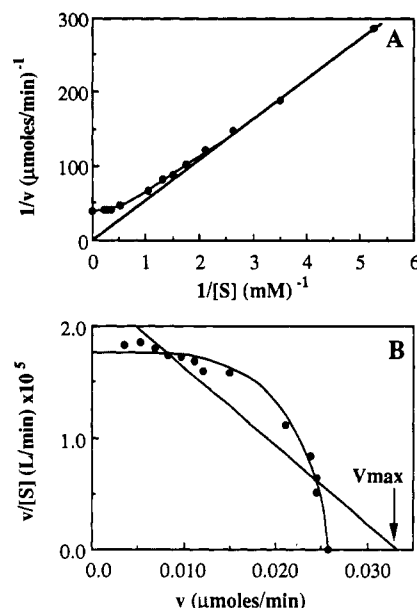 300
A
200
100
0
1/v (μmoles/min)⁻¹
0 1 2 3 4 5 6
1/[S] (mM)⁻¹
2.0
B
1.0
0.0
v/[S] (L/min) x10⁵
Vmax
0.0 0.010 0.020 0.030
v (μmoles/min)